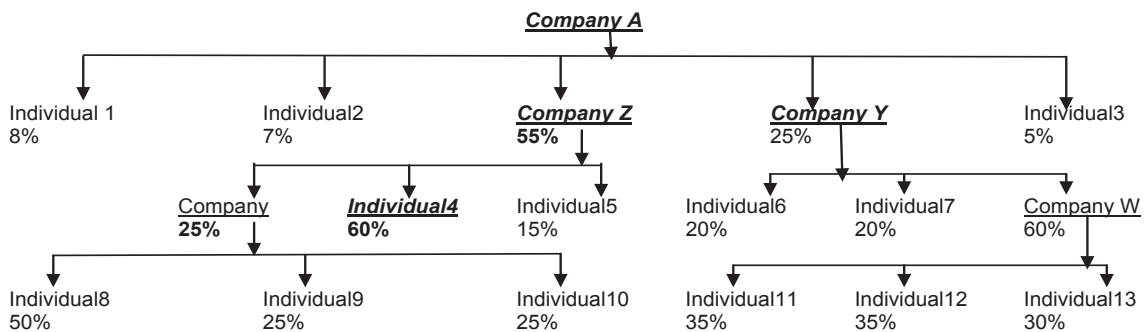 Company A
Individual 1 Individual2 Company Z Company Y Individual3
8% 7% 55% 25% 5%
Company Individual4 Individual5 Individual6 Individual7 Company W
25% 60% 15% 20% 20% 60%
Individual8 Individual9 Individual10 Individual11 Individual12 Individual13
50% 25% 25% 35% 35% 30%